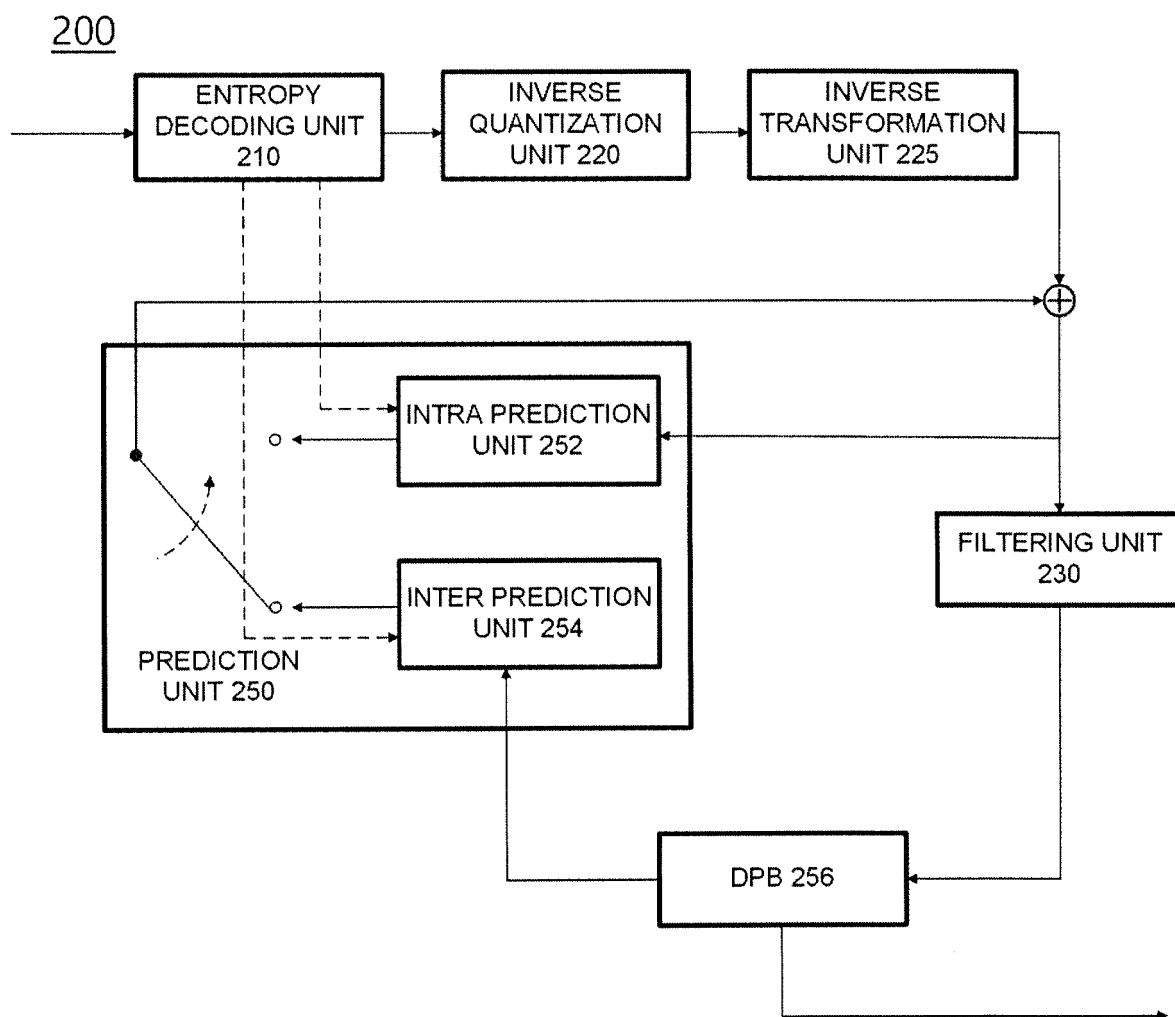 200
ENTROPY
DECODING UNIT
210
INVERSE
QUANTIZATION
UNIT 220
INVERSE
TRANSFORMATION
UNIT 225
INTRA PREDICTION
UNIT 252
FILTERING UNIT
230
INTER PREDICTION
UNIT 254
PREDICTION
UNIT 250
DPB 256